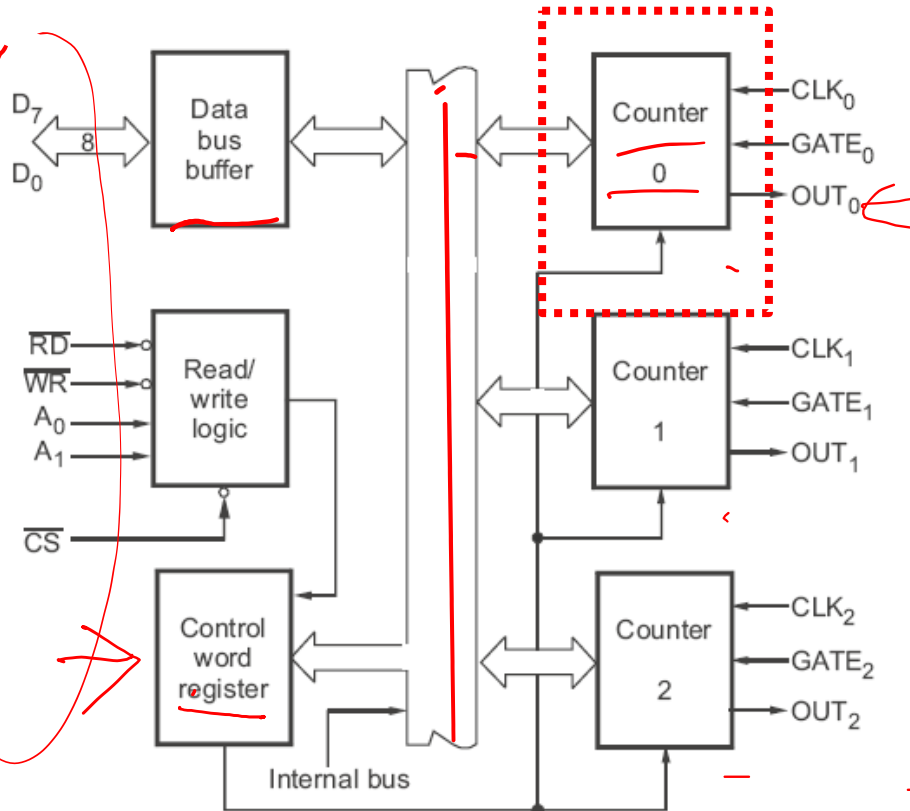 D7
8
D0
Data
bus
buffer
RD
WR
A0
A1
CS
Read/
write
logic
Control
word
register
Internal bus
Counter
0
CLK0
GATE0
OUT0
Counter
1
CLK1
GATE1
OUT1
Counter
2
CLK2
GATE2
OUT2